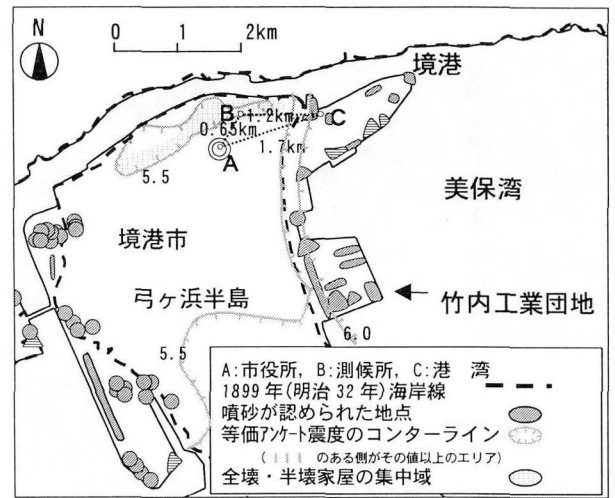 N
0 1 2km
境港
B
1.2km
C
0.65km
A
1.7km
5.5
美保湾
境港市
弓ヶ浜半島
竹内工業団地
5.5
6.0
A:市役所, B:測候所, C:港 湾
1899年(明治32年)海岸線
噴砂が認められた地点
等価アンケート震度のコンターライン
( のある側がその値以上のエリア)
全壊・半壊家屋の集中域